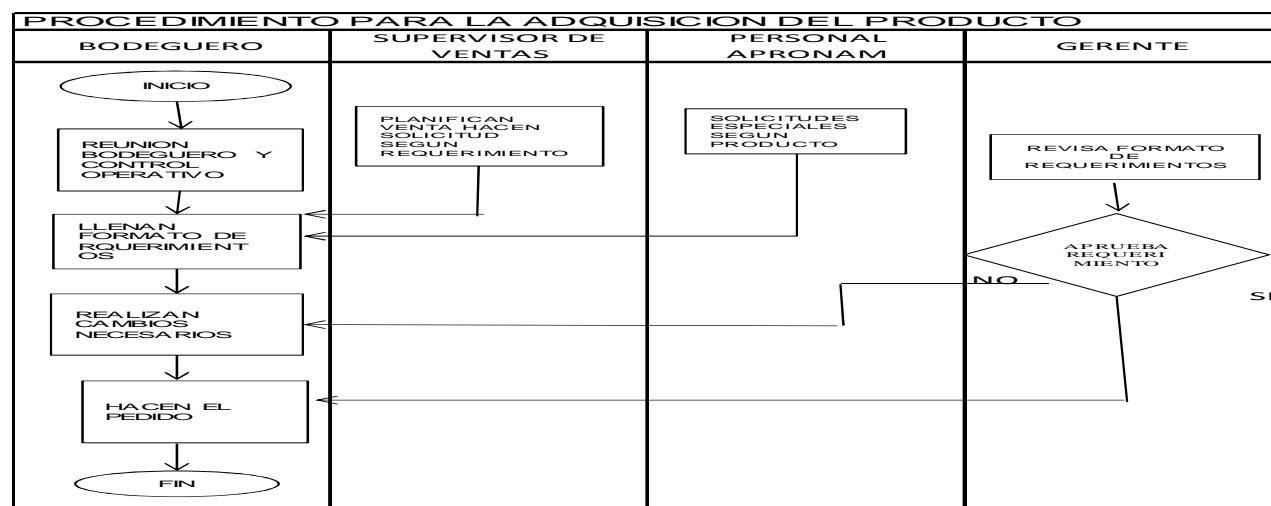 PROCEDIMIENTO PARA LA ADQUISICION DEL PRODUCTO
BODEGUERO
SUPERVISOR DE
VENTAS
PERSONAL
APRONAM
GERENTE
INICIO
REUNION
BODEGUERO Y
CONTROL
OPERATIVO
LLENAN
FORMATO DE
RQUERIMIENT
OS
REALIZAN
CAMBIOS
NECESARIOS
HACEN EL
PEDIDO
FIN
PLANIFICAN
VENTA HACEN
SOLICITUD
SEGUN
REQUERIMIENTO
SOLICITUDES
ESPECIALES
SEGUN
PRODUCTO
REVISA FORMATO
DE
REQUERIMIENTOS
APRUEBA
REQUERI
MIENTO
NO